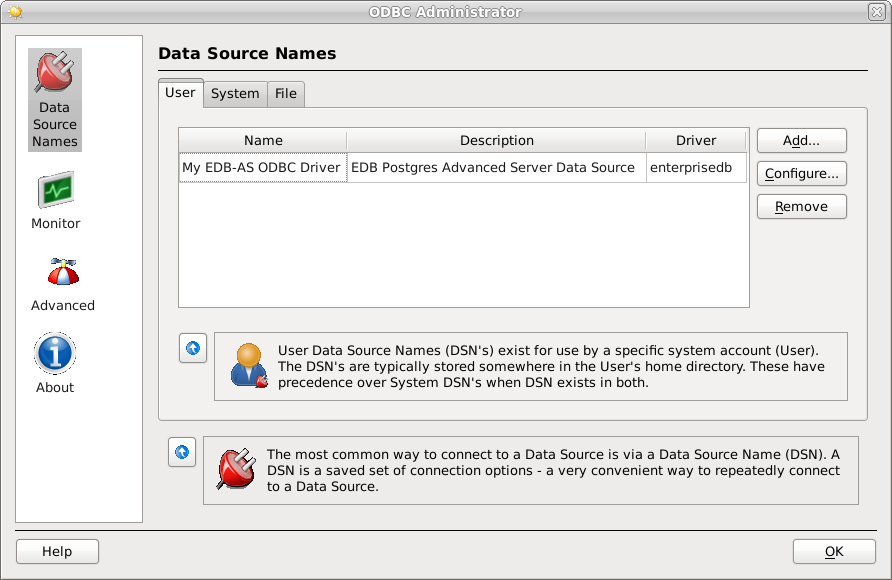 ODBC Administrator
Data
Source
Names
Monitor
Advanced
About
Data Source Names
User System File
Name Description Driver
My EDB-AS ODBC Driver EDB Postgres Advanced Server Data Source enterprisedb
Add...
Configure...
Remove
User Data Source Names (DSN's) exist for use by a specific system account (User).
The DSN's are typically stored somewhere in the User's home directory. These have
precedence over System DSN's when DSN exists in both.
The most common way to connect to a Data Source is via a Data Source Name (DSN). A
DSN is a saved set of connection options - a very convenient way to repeatedly connect
to a Data Source.
Help OK